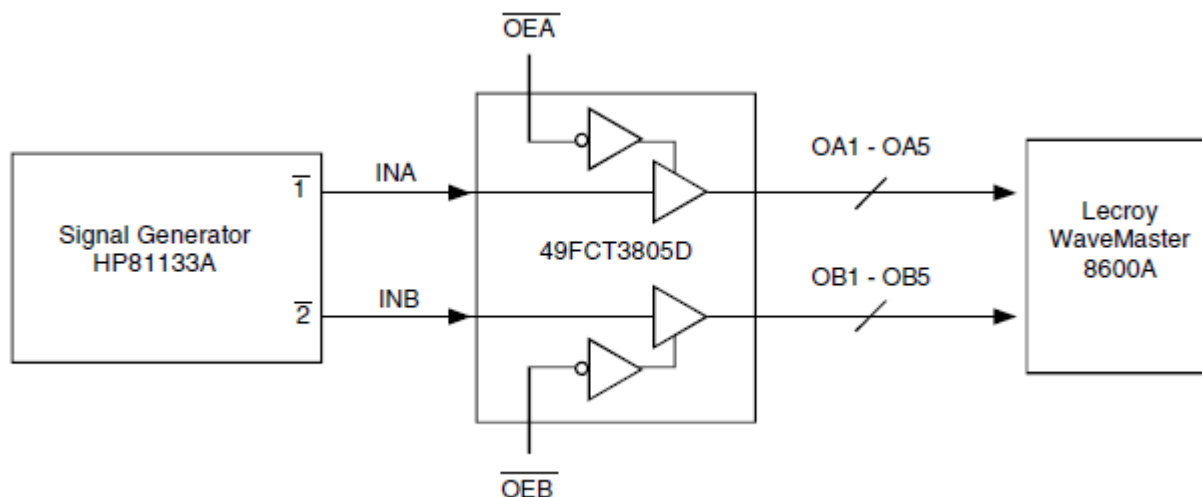 OEA
OA1 - OA5
1
INA
Signal Generator
HP81133A
49FCT3805D
Lecroy
WaveMaster
8600A
2
INB
OB1 - OB5
OEB